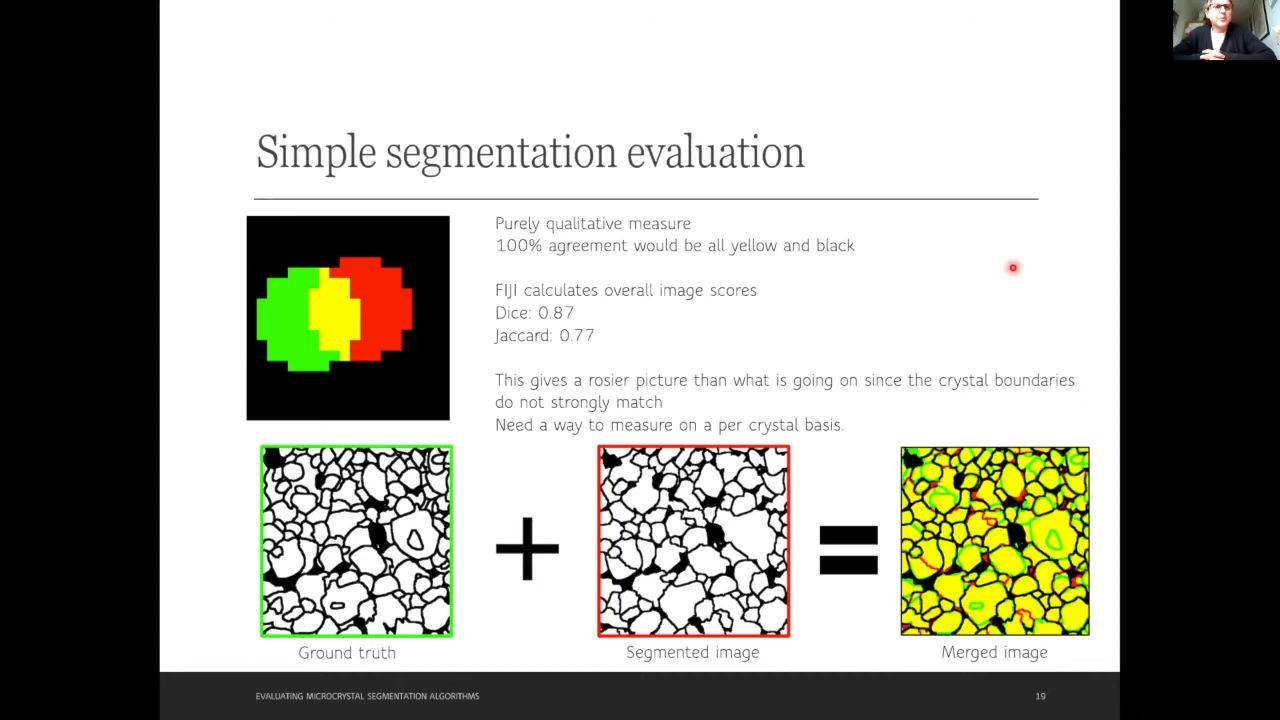 Simple segmentation evaluation
Purely qualitative measure
100% agreement would be all yellow and black
FIJI calculates overall image scores
Dice: 0.87
Jaccard: 0.77
This gives a rosier picture than what is going on since the crystal boundaries
do not strongly match
Need a way to measure on a per crystal basis.
Ground truth
Segmented image
Merged image
EVALUATING MICROCRYSTAL SEGMENTATION ALGORITHMS
19